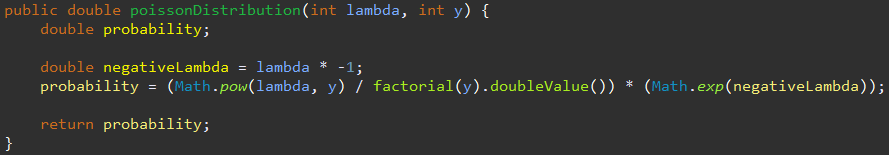 public double poissonDistribution(int lambda, int y) {
    double probability;
    double negativeLambda = lambda * -1;
    probability = (Math.pow(lambda, y) / factorial(y).doubleValue()) * (Math.exp(negativeLambda));
    return probability;
}